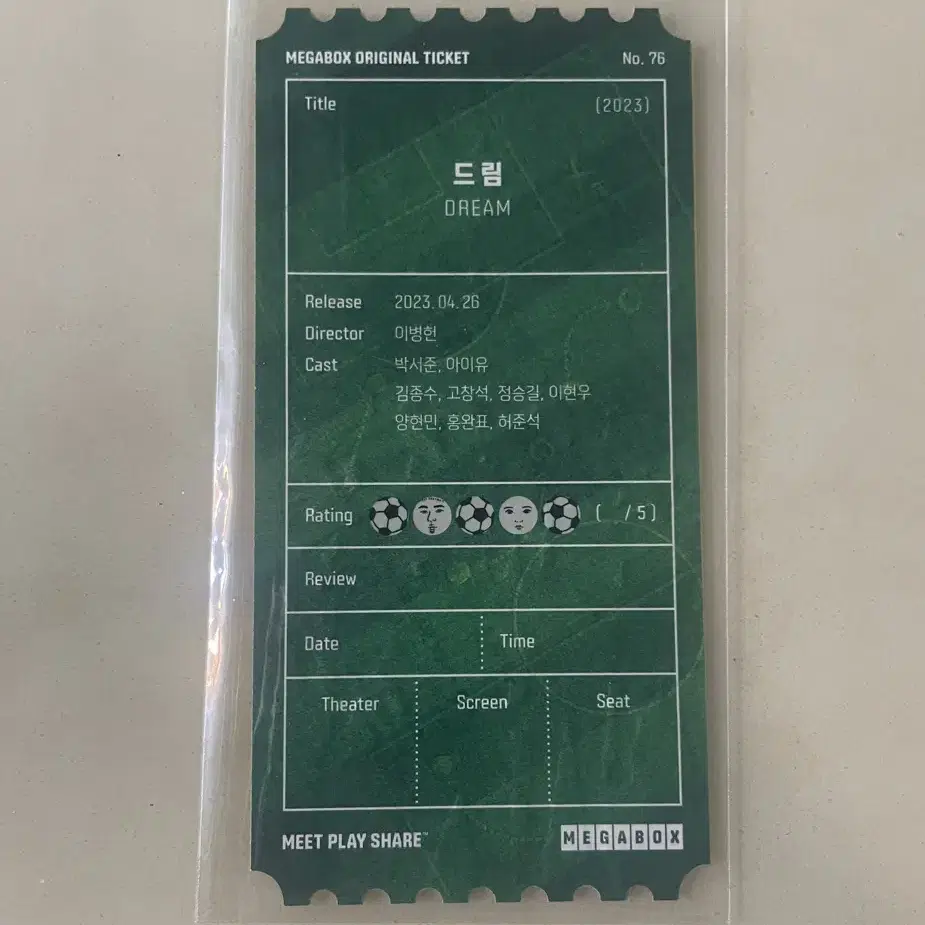 MEGABOX ORIGINAL TICKET No. 76
Title (2023)
드림
DREAM
Release 2023.04.26
Director 이병헌
Cast 박서준, 아이유
김종수, 고창석, 정승길, 이현우
양현민, 홍완표, 허준석
Rating ( /5)
Review
Date Time
Theater Screen Seat
MEET PLAY SHARE™ MEGABOX